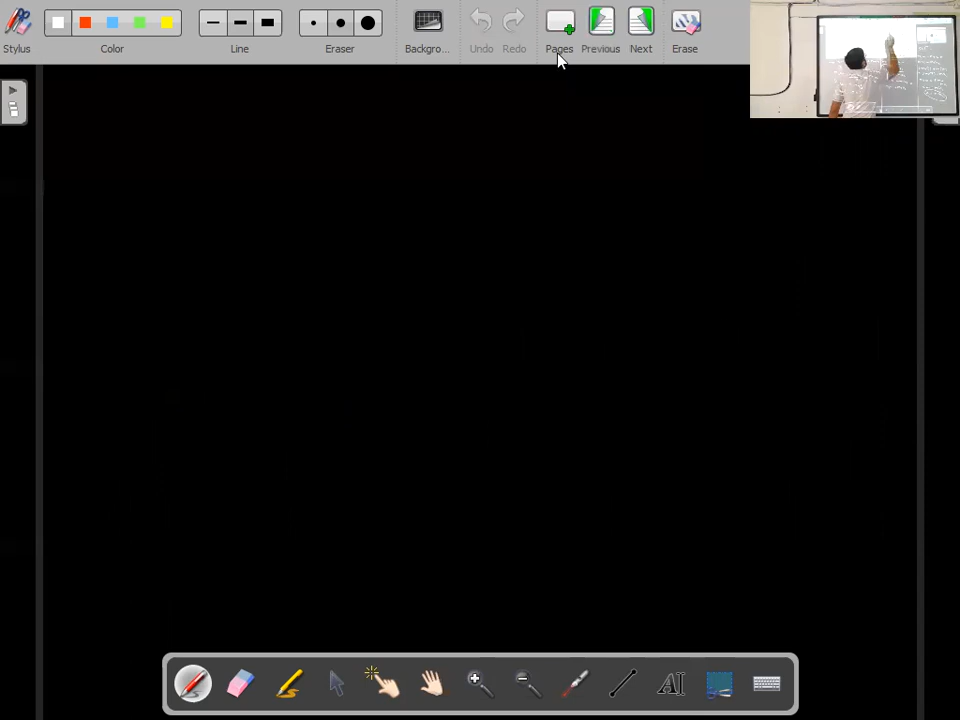 Stylus
Color
Line
Eraser
Backgro...
Undo
Redo
Pages
Previous
Next
Erase